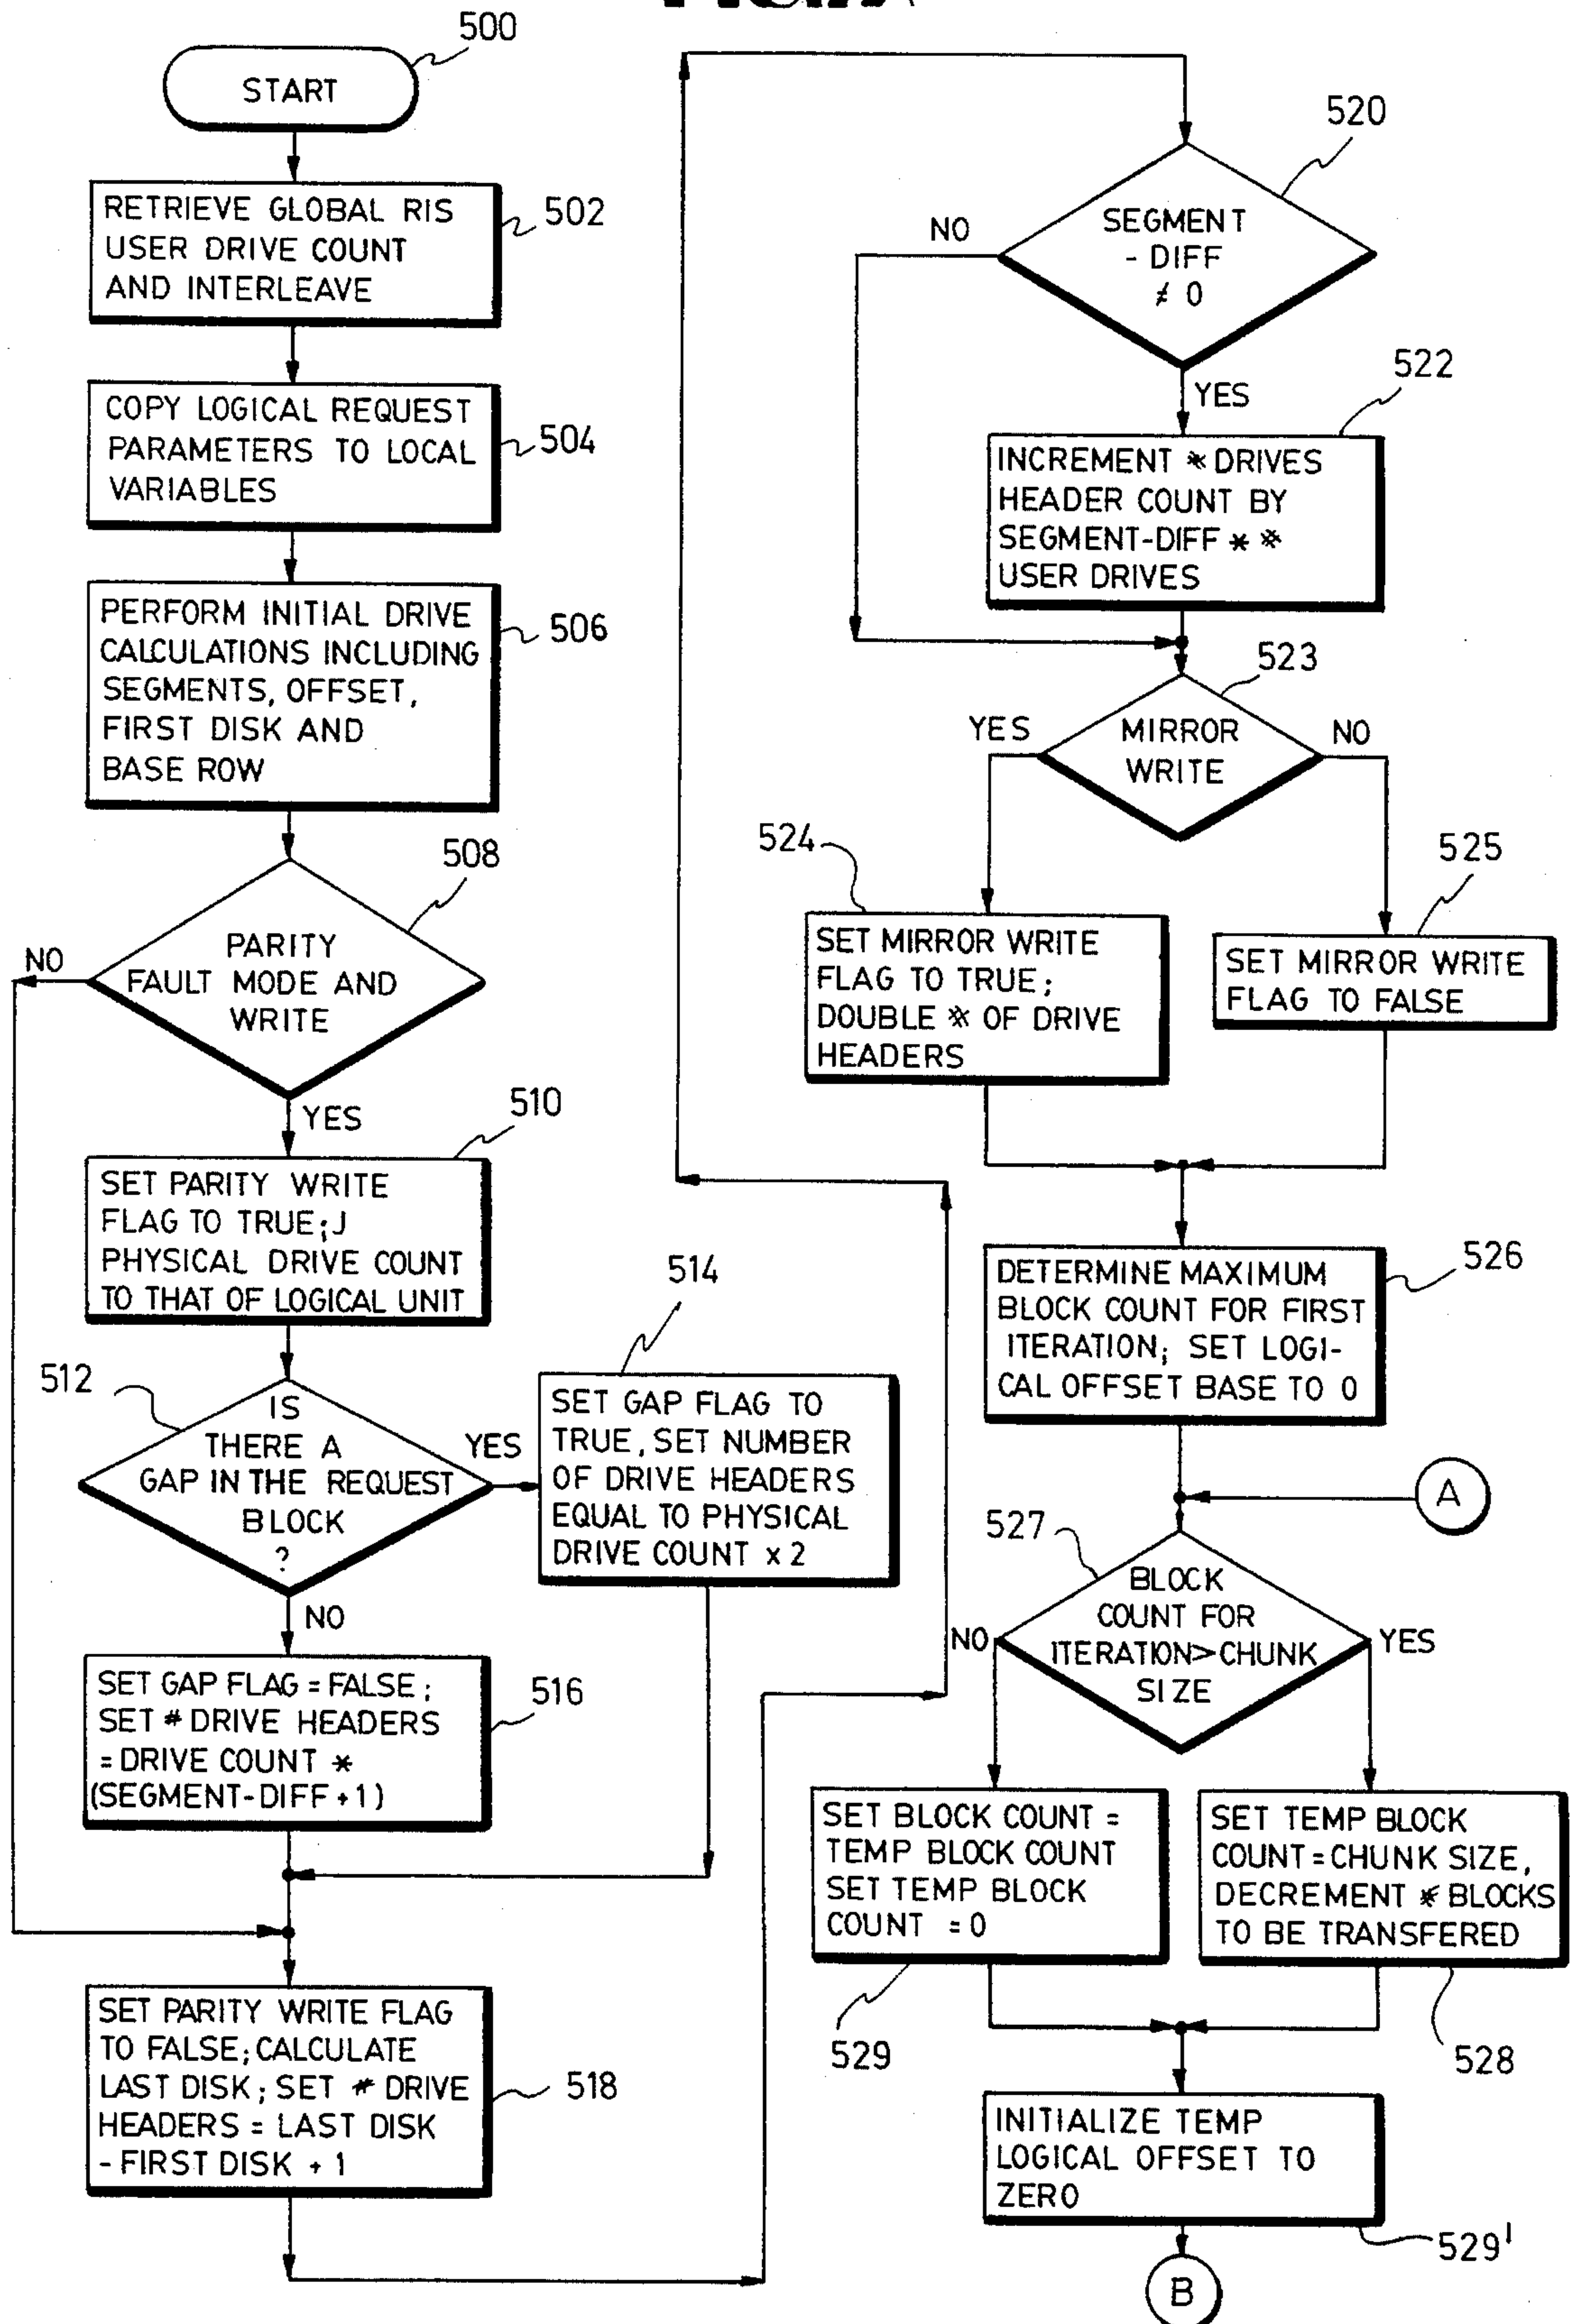 500
START
RETRIEVE GLOBAL RIS
USER DRIVE COUNT
AND INTERLEAVE
502
COPY LOGICAL REQUEST
PARAMETERS TO LOCAL
VARIABLES
504
PERFORM INITIAL DRIVE
CALCULATIONS INCLUDING
SEGMENTS, OFFSET,
FIRST DISK AND
BASE ROW
506
508
PARITY
FAULT MODE AND
WRITE
NO
YES
510
SET PARITY WRITE
FLAG TO TRUE; J
PHYSICAL DRIVE COUNT
TO THAT OF LOGICAL UNIT
512
IS
THERE A
GAP IN THE REQUEST
BLOCK
?
YES
NO
514
SET GAP FLAG TO
TRUE, SET NUMBER
OF DRIVE HEADERS
EQUAL TO PHYSICAL
DRIVE COUNT x 2
SET GAP FLAG = FALSE;
SET # DRIVE HEADERS
= DRIVE COUNT *
(SEGMENT-DIFF + 1)
516
SET PARITY WRITE FLAG
TO FALSE; CALCULATE
LAST DISK; SET # DRIVE
HEADERS = LAST DISK
- FIRST DISK + 1
518
520
SEGMENT
- DIFF
≠ 0
NO
YES
522
INCREMENT # DRIVES
HEADER COUNT BY
SEGMENT-DIFF * #
USER DRIVES
523
MIRROR
WRITE
YES
NO
524
SET MIRROR WRITE
FLAG TO TRUE;
DOUBLE # OF DRIVE
HEADERS
525
SET MIRROR WRITE
FLAG TO FALSE
526
DETERMINE MAXIMUM
BLOCK COUNT FOR FIRST
ITERATION; SET LOGI-
CAL OFFSET BASE TO 0
A
527
BLOCK
COUNT FOR
ITERATION > CHUNK
SIZE
NO
YES
SET BLOCK COUNT =
TEMP BLOCK COUNT
SET TEMP BLOCK
COUNT = 0
529
SET TEMP BLOCK
COUNT = CHUNK SIZE,
DECREMENT # BLOCKS
TO BE TRANSFERED
528
INITIALIZE TEMP
LOGICAL OFFSET TO
ZERO
529'
B